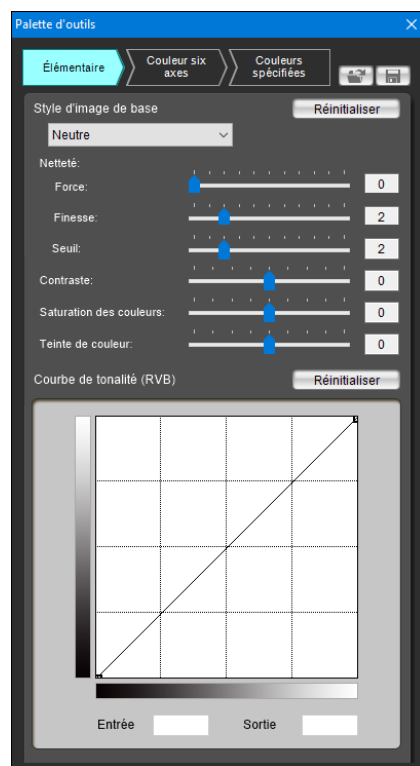 Palette d'outils
Élémentaire
Couleur six
axes
Couleurs
spécifiées
Style d'image de base
Réinitialiser
Neutre
Netteté:
Force:
0
Finesse:
2
Seuil:
2
Contraste:
0
Saturation des couleurs:
0
Teinte de couleur:
0
Courbe de tonalité (RVB)
Réinitialiser
Entrée
Sortie